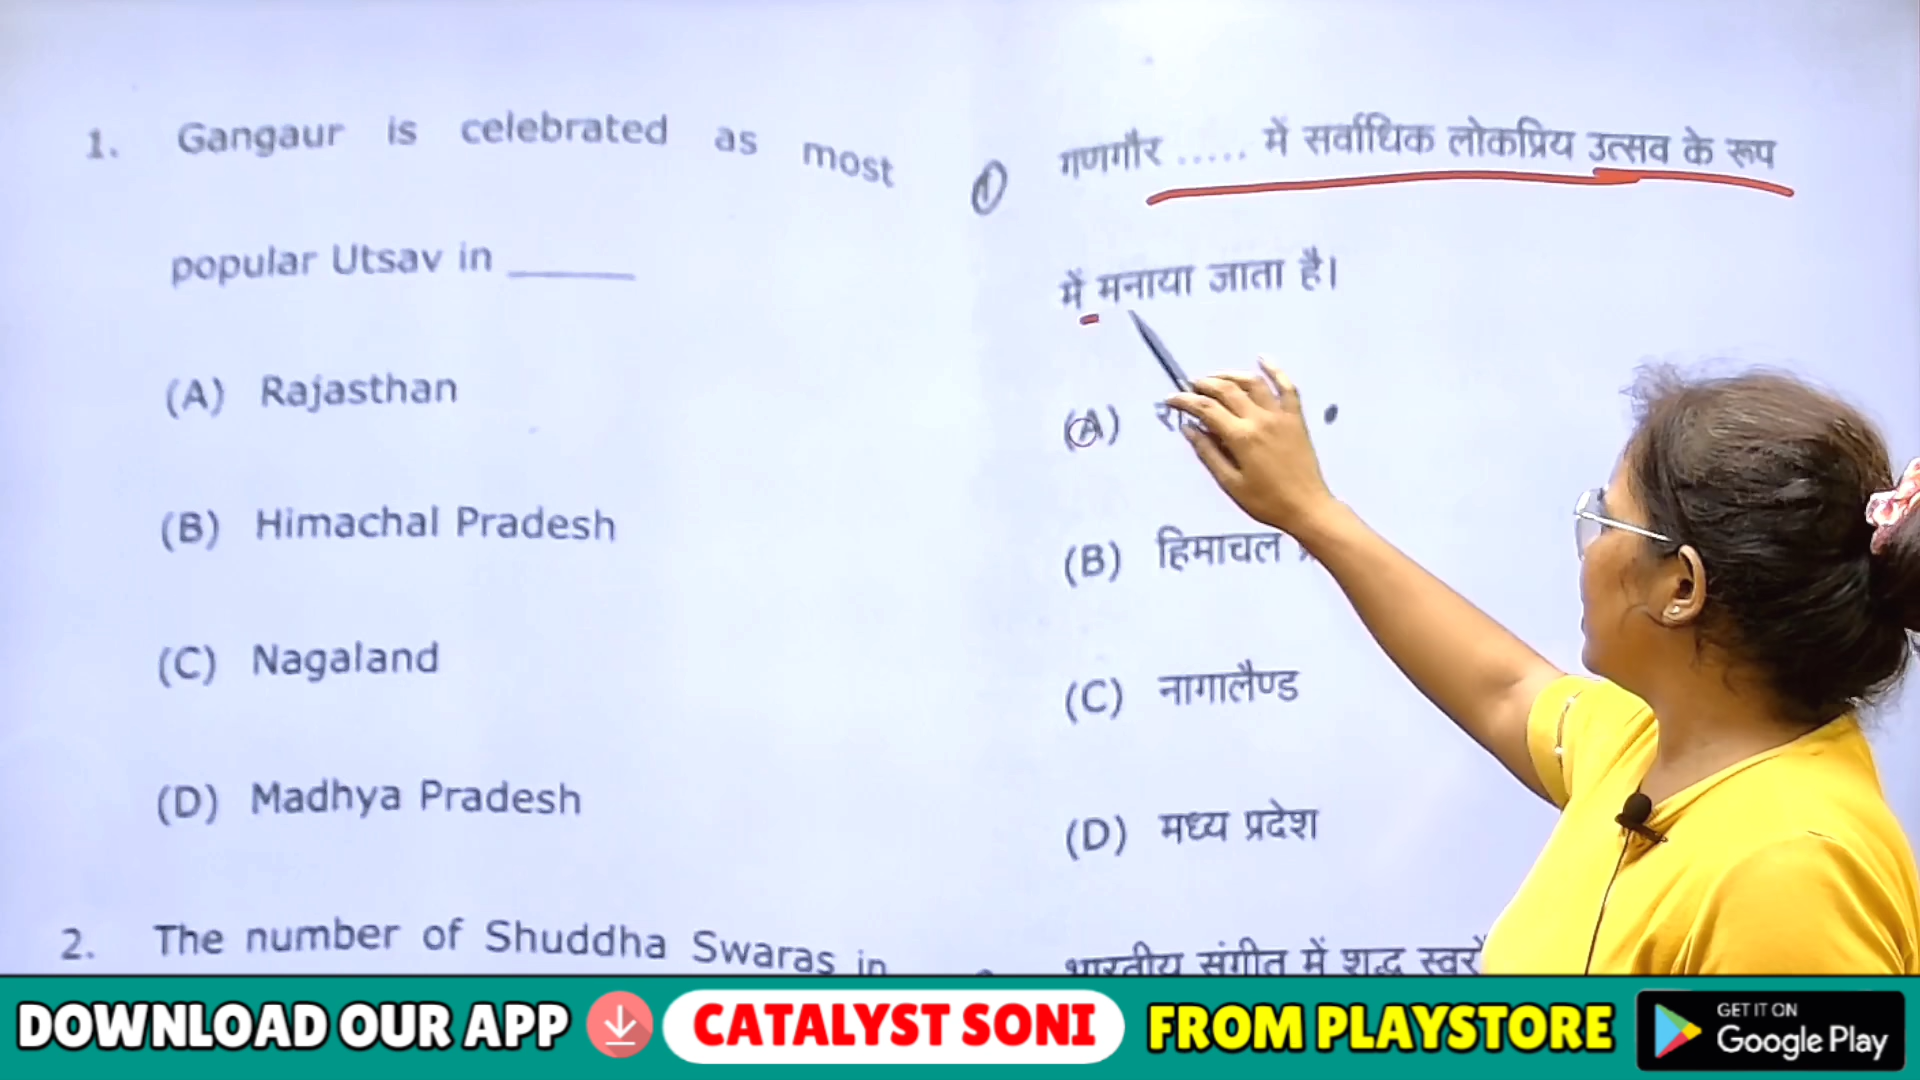 1. Gangaur is celebrated as most
popular Utsav in ______
(A) Rajasthan
(B) Himachal Pradesh
(C) Nagaland
(D) Madhya Pradesh
2. The number of Shuddha Swaras in
गणगौर ..... में सर्वाधिक लोकप्रिय उत्सव के रूप
में मनाया जाता है।
(A)
(B) हिमाचल
(C) नागालैण्ड
(D) मध्य प्रदेश
भारतीय संगीत में शुद्ध स्वरों
DOWNLOAD OUR APP CATALYST SONI FROM PLAYSTORE
GET IT ON
Google Play